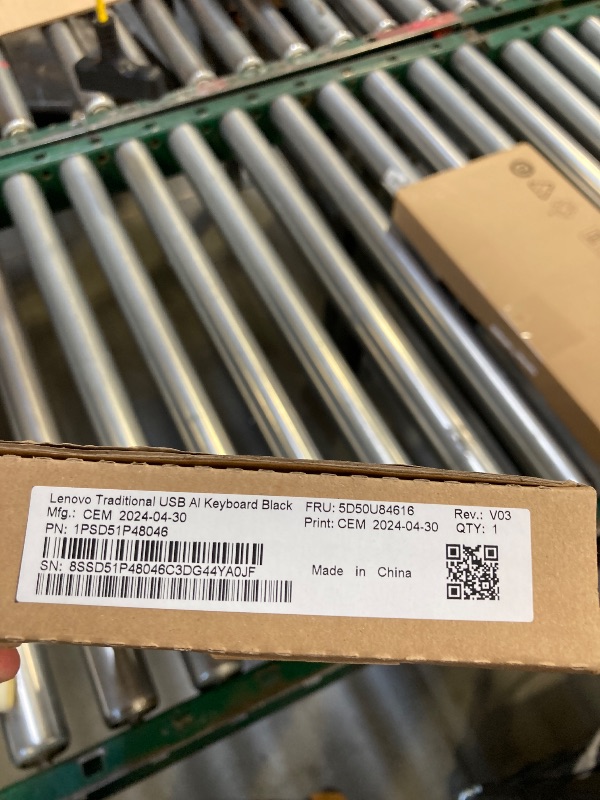 Lenovo Traditional USB AI Keyboard Black FRU: 5D50U84616 Rev.: V03
Mfg.: CEM 2024-04-30 Print: CEM 2024-04-30 QTY: 1
PN: 1PSD51P48046
SN: 8SSD51P48046C3DG44YA0JF
Made in China